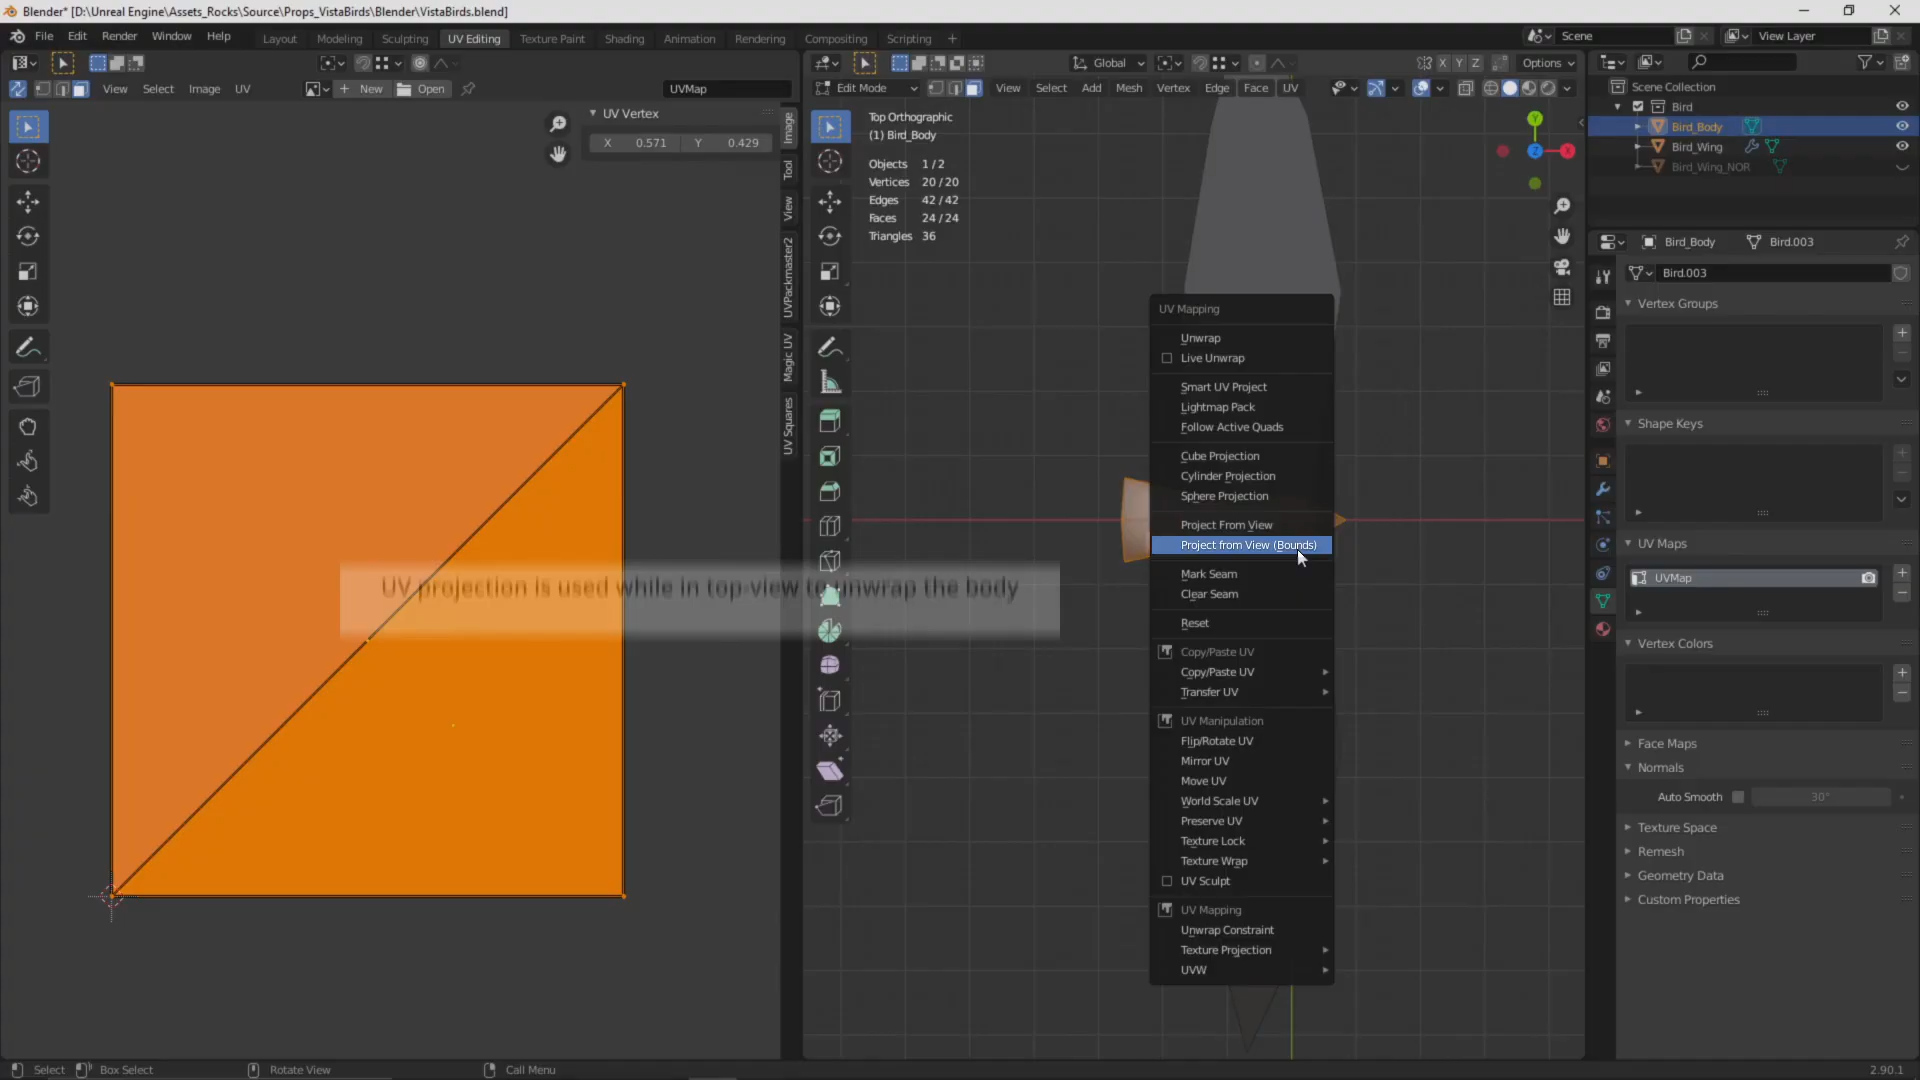 Blender* [D:\Unreal Engine\Assets_Rocks\Source\Props_VistaBirds\Blender\VistaBirds.blend]
File Edit Render Window Help Layout Modeling Sculpting UV Editing Texture Paint Shading Animation Rendering Compositing Scripting + Scene View Layer
Global Options
X Y Z
View Select Image UV New Open UVMap
Edit Mode View Select Add Mesh Vertex Edge Face UV
UV Vertex
X 0.571 Y 0.429
Image
Tool
View
UVPackmaster2
Magic UV
UV Squares
Top Orthographic
(1) Bird_Body
Objects 1/2
Vertices 20/20
Edges 42/42
Faces 24/24
Triangles 36
Y
Z
X
UV Mapping
Unwrap
Live Unwrap
Smart UV Project
Lightmap Pack
Follow Active Quads
Cube Projection
Cylinder Projection
Sphere Projection
Project From View
Project from View (Bounds)
Mark Seam
Clear Seam
Reset
Copy/Paste UV
Copy/Paste UV
Transfer UV
UV Manipulation
Flip/Rotate UV
Mirror UV
Move UV
World Scale UV
Preserve UV
Texture Lock
Texture Wrap
UV Sculpt
UV Mapping
Unwrap Constraint
Texture Projection
UVW
UV projection is used while in top-view to unwrap the body
Scene Collection
Bird
Bird_Body
Bird_Wing
Bird_Wing_NOR
Bird_Body Bird.003
Bird.003
Vertex Groups
Shape Keys
UV Maps
UVMap
Vertex Colors
Face Maps
Normals
Auto Smooth 30°
Texture Space
Remesh
Geometry Data
Custom Properties
Select Box Select Rotate View Call Menu 2.90.1